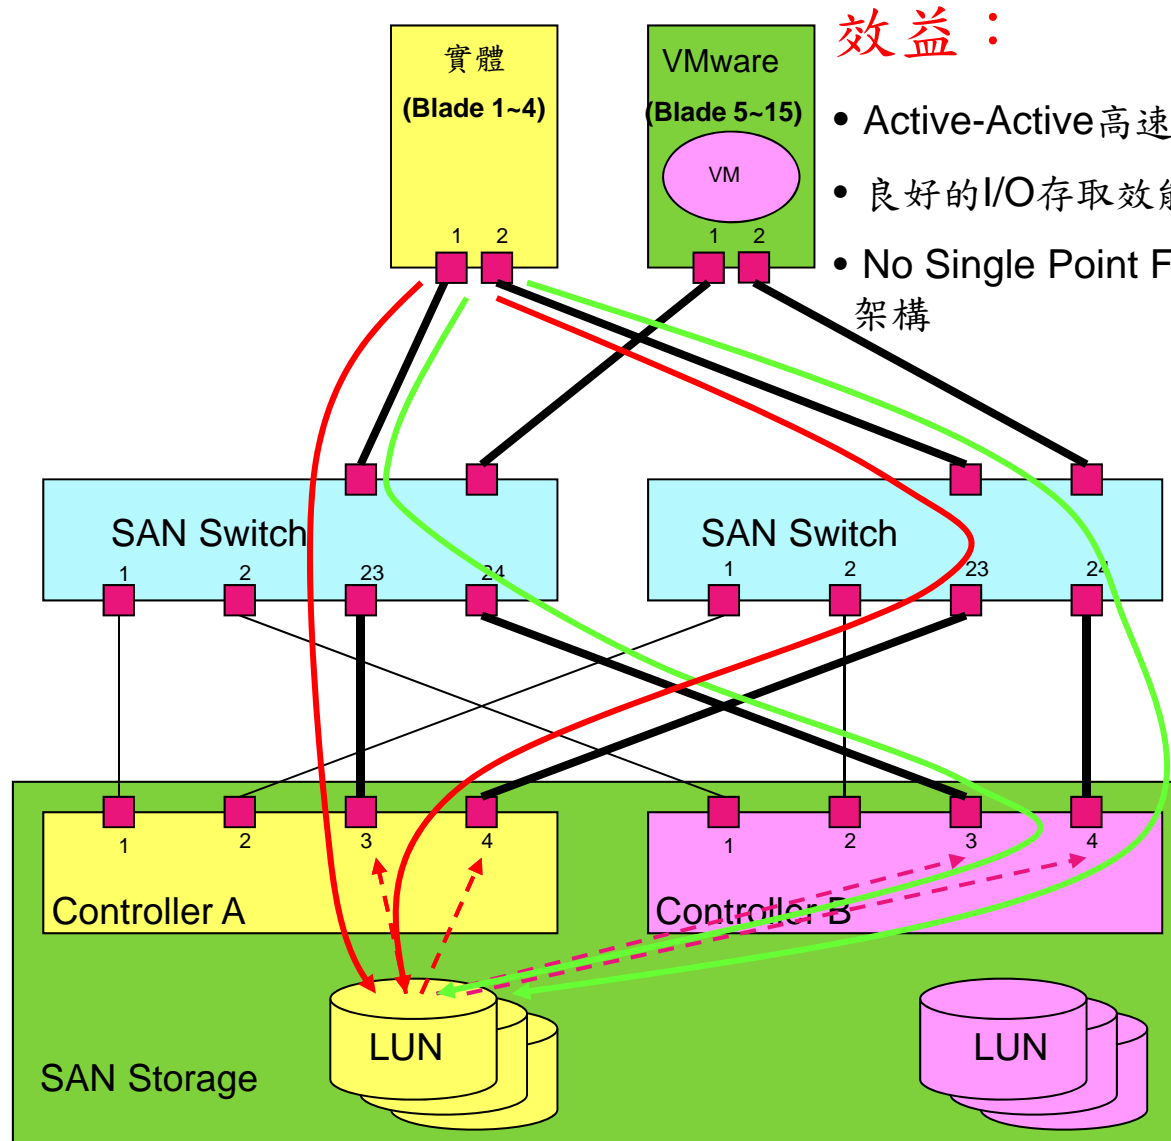 效益：
實體
(Blade 1~4)
VMware
(Blade 5~15)
VM
• Active-Active高速
• 良好的I/O存取效
• No Single Point
架構
1 2
1 2
SAN Switch
1 2 23 24
SAN Switch
1 2 23 24
1 2 3 4
Controller A
1 2 3 4
Controller B
LUN
LUN
SAN Storage